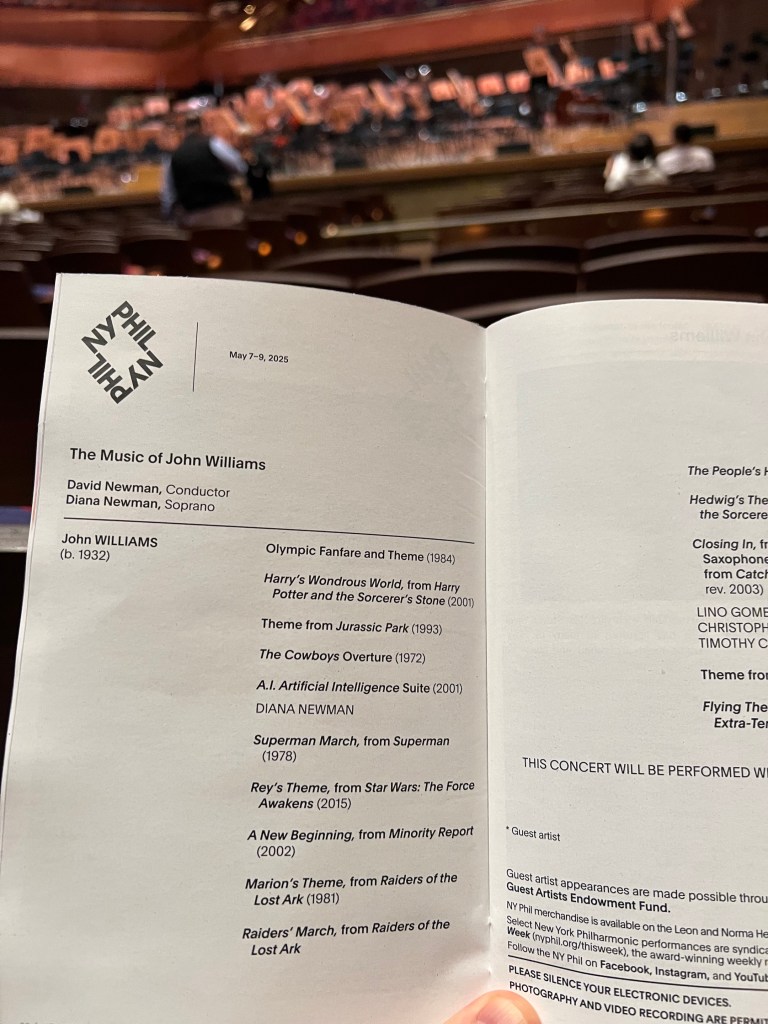 NY PHIL NY PHIL
May 7–9, 2025
The Music of John Williams
David Newman, Conductor
Diana Newman, Soprano
John WILLIAMS
(b. 1932)
Olympic Fanfare and Theme (1984)
Harry's Wondrous World, from Harry
Potter and the Sorcerer's Stone (2001)
Theme from Jurassic Park (1993)
The Cowboys Overture (1972)
A.I. Artificial Intelligence Suite (2001)
DIANA NEWMAN
Superman March, from Superman
(1978)
Rey's Theme, from Star Wars: The Force
Awakens (2015)
A New Beginning, from Minority Report
(2002)
Marion's Theme, from Raiders of the
Lost Ark (1981)
Raiders' March, from Raiders of the
Lost Ark
The People's H
Hedwig's The
the Sorcere
Closing In, fr
Saxophone
from Catch
rev. 2003)
LINO GOME
CHRISTOPH
TIMOTHY C
Theme fro
Flying The
Extra-Ter
THIS CONCERT WILL BE PERFORMED WI
* Guest artist
Guest artist appearances are made possible throu
Guest Artists Endowment Fund.
NY Phil merchandise is available on the Leon and Norma He
Select New York Philharmonic performances are syndica
Week (nyphil.org/thisweek), the award-winning weekly r
Follow the NY Phil on Facebook, Instagram, and YouTub
PLEASE SILENCE YOUR ELECTRONIC DEVICES.
PHOTOGRAPHY AND VIDEO RECORDING ARE PERMIT